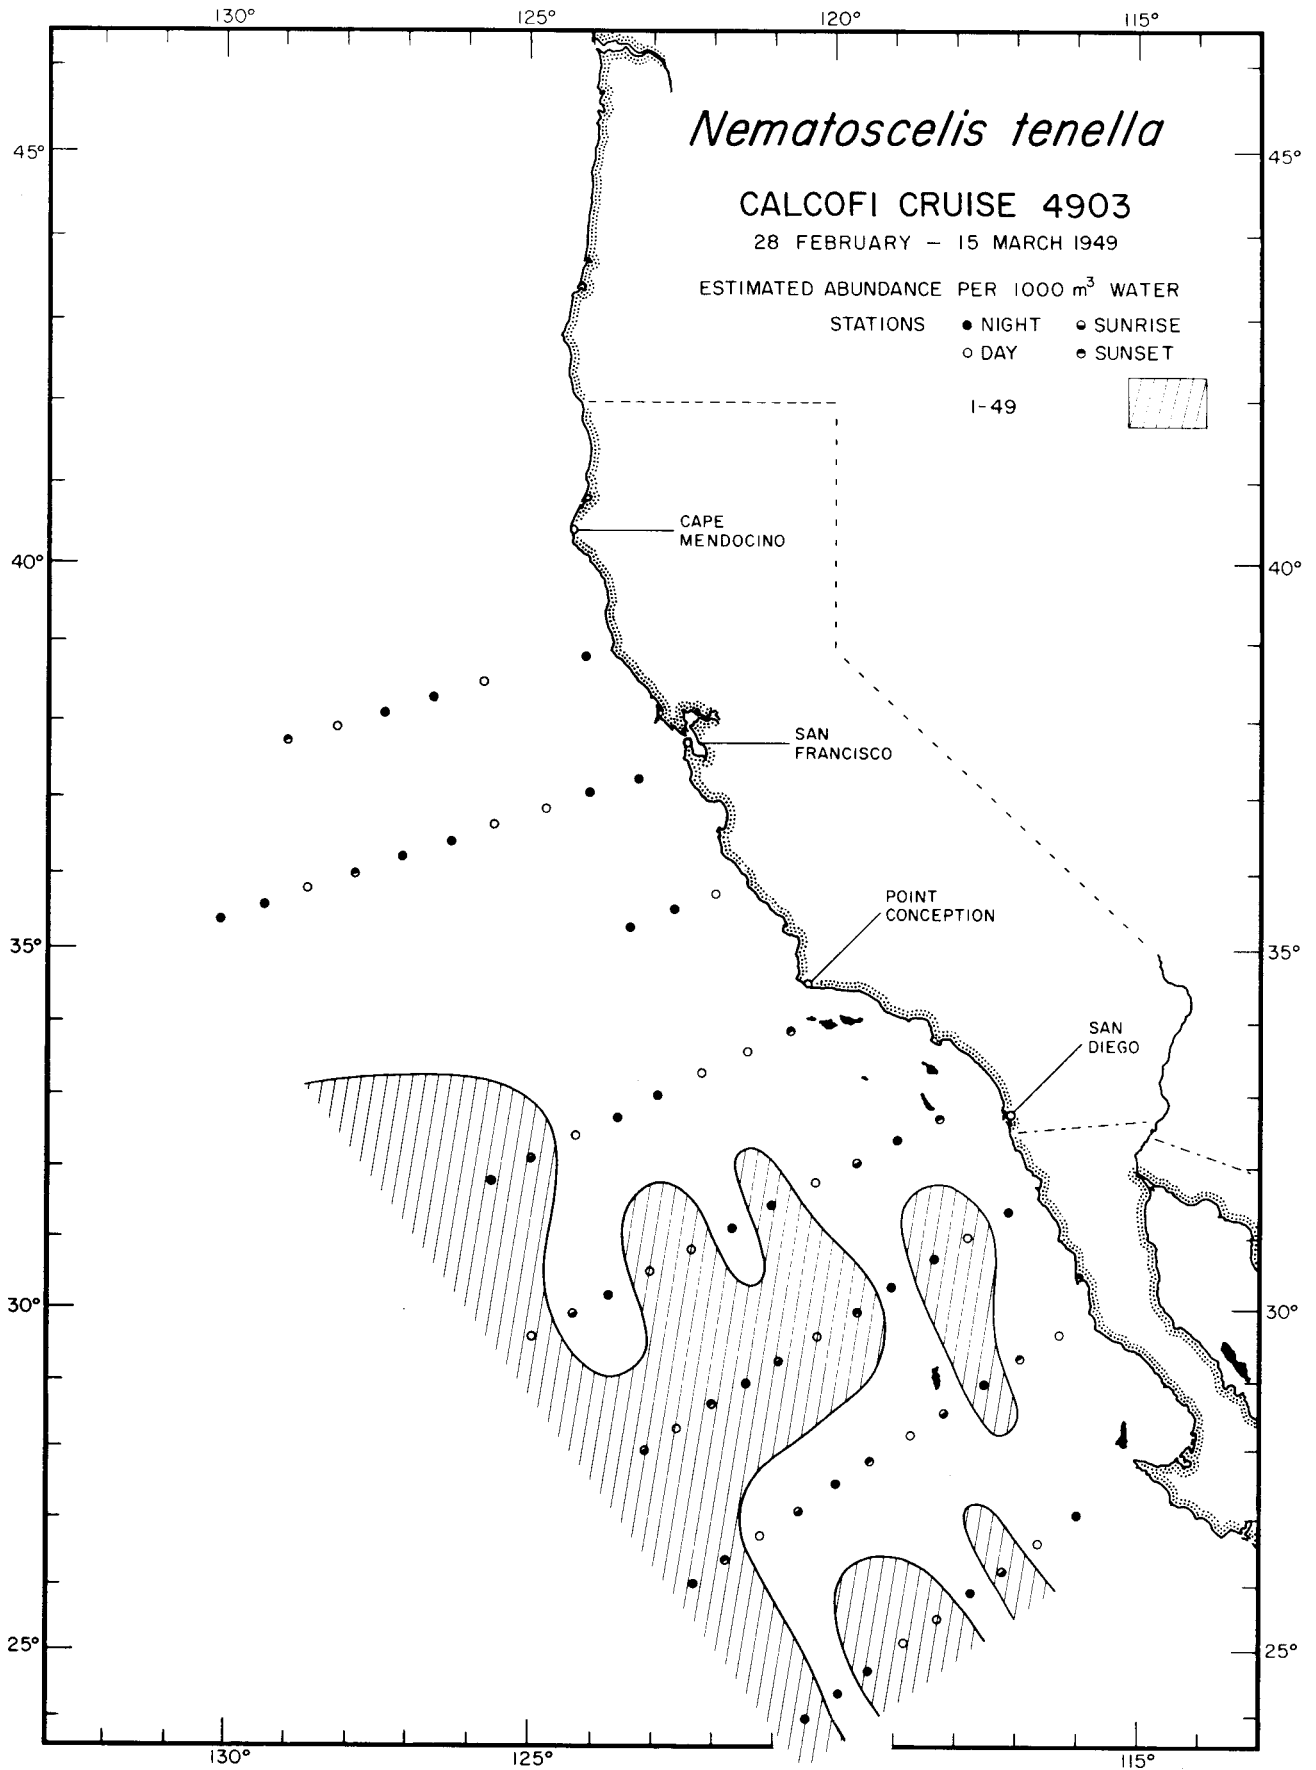 130° 125° 120° 115°
Nematoscelis tenella
45° 45°
CALCOFI CRUISE 4903
28 FEBRUARY – 15 MARCH 1949
ESTIMATED ABUNDANCE PER 1000 m³ WATER
STATIONS ● NIGHT ◒ SUNRISE
○ DAY ◓ SUNSET
1-49
CAPE
MENDOCINO
40° 40°
SAN
FRANCISCO
POINT
CONCEPTION
35° 35°
SAN
DIEGO
30° 30°
25° 25°
130° 125° 115°